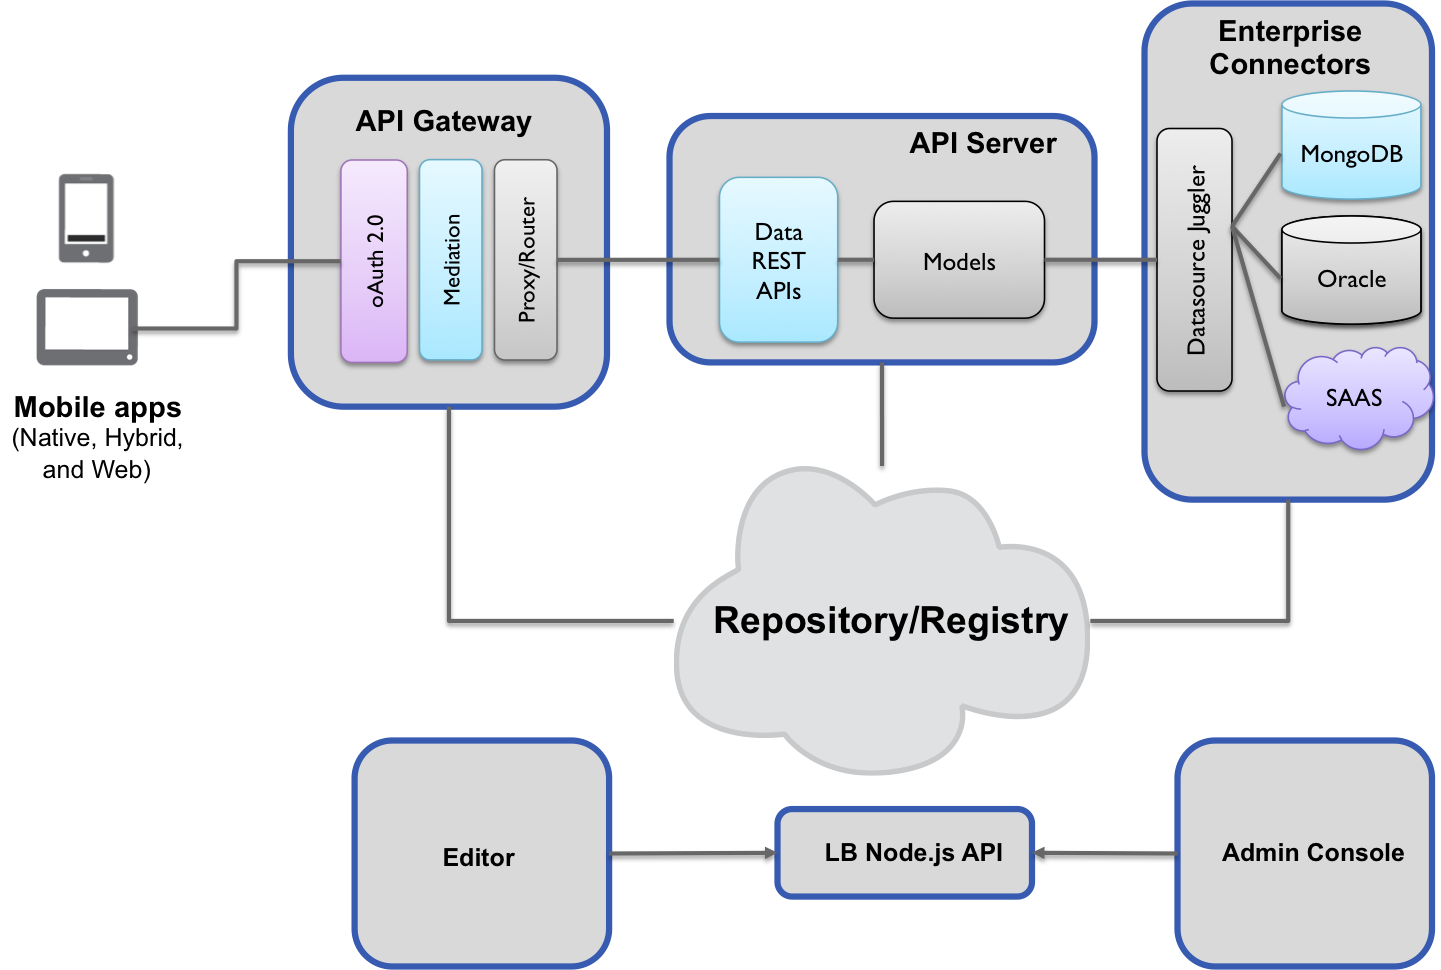 Mobile apps
(Native, Hybrid,
and Web)
API Gateway
oAuth 2.0
Mediation
Proxy/Router
API Server
Data
REST
APIs
Models
Enterprise
Connectors
Datasource Juggler
MongoDB
Oracle
SAAS
Repository/Registry
Editor
LB Node.js API
Admin Console